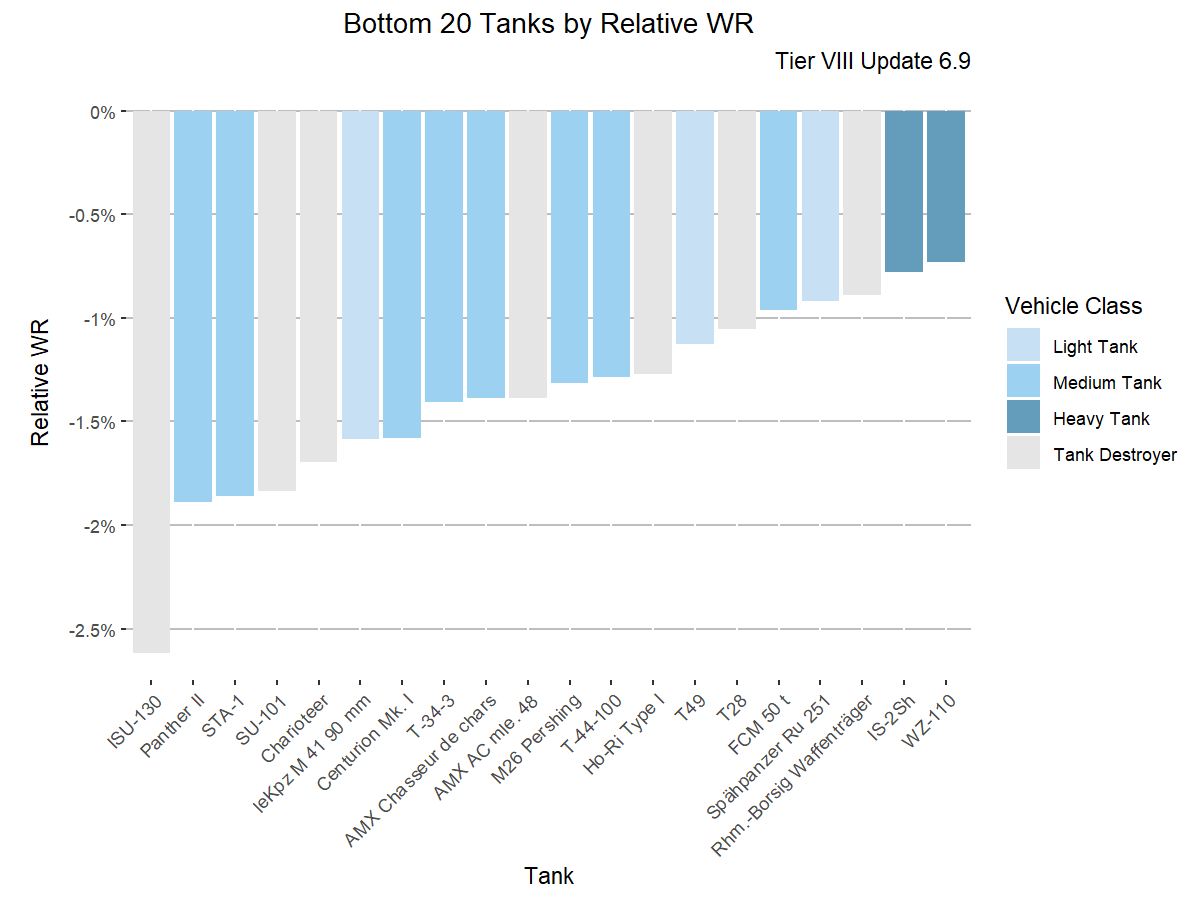 Bottom 20 Tanks by Relative WR
Tier VIII Update 6.9
0%
-0.5%
-1%
-1.5%
-2%
-2.5%
Relative WR
ISU-130
Panther II
STA-1
SU-101
Charioteer
leKpz M 41 90 mm
Centurion Mk. I
T-34-3
AMX Chasseur de chars
AMX AC mle. 48
M26 Pershing
T-44-100
Ho-Ri Type I
T49
T28
FCM 50 t
Spähpanzer Ru 251
Rhm.-Borsig Waffenträger
IS-2Sh
WZ-110
Tank
Vehicle Class
Light Tank
Medium Tank
Heavy Tank
Tank Destroyer